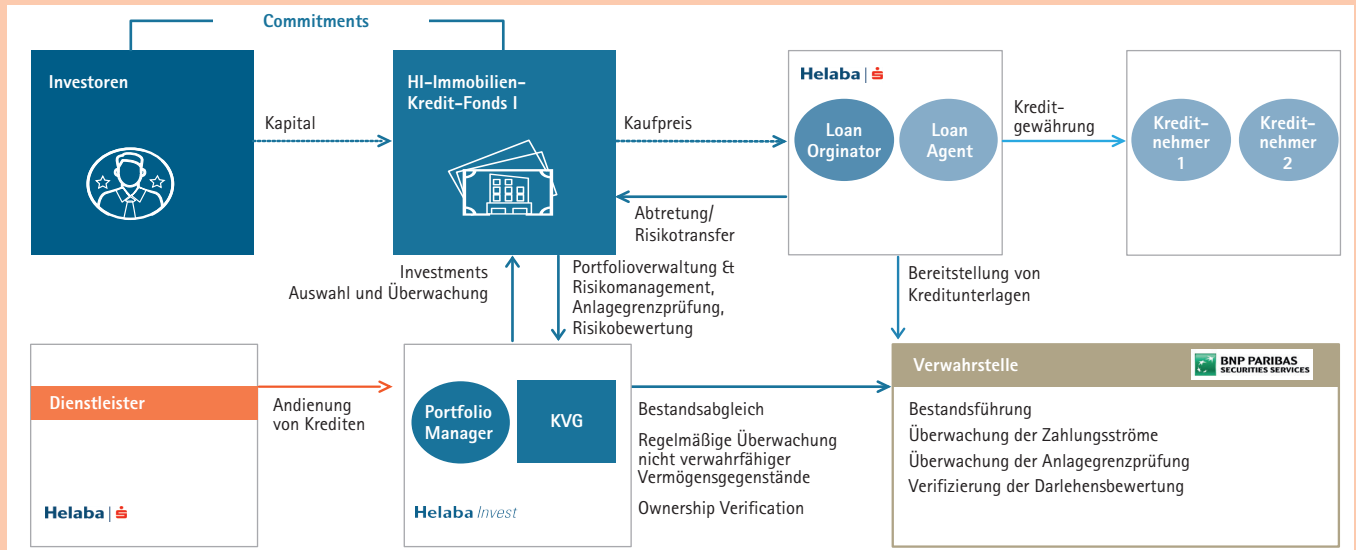 Commitments
Investoren
Kapital
HI-Immobilien-
Kredit-Fonds I
Kaufpreis
Abtretung/
Risikotransfer
Helaba
Loan
Orginator
Loan
Agent
Kredit-
gewährung
Kredit-
nehmer
1
Kredit-
nehmer
2
Investments
Auswahl und Überwachung
Portfolioverwaltung &
Risikomanagement,
Anlagegrenzprüfung,
Risikobewertung
Bereitstellung von
Kreditunterlagen
Dienstleister
Helaba
Andienung
von Krediten
Portfolio
Manager
KVG
Helaba Invest
Bestandsabgleich
Regelmäßige Überwachung
nicht verwahrfähiger
Vermögensgegenstände
Ownership Verification
Verwahrstelle
BNP PARIBAS
SECURITIES SERVICES
Bestandsführung
Überwachung der Zahlungsströme
Überwachung der Anlagegrenzprüfung
Verifizierung der Darlehensbewertung